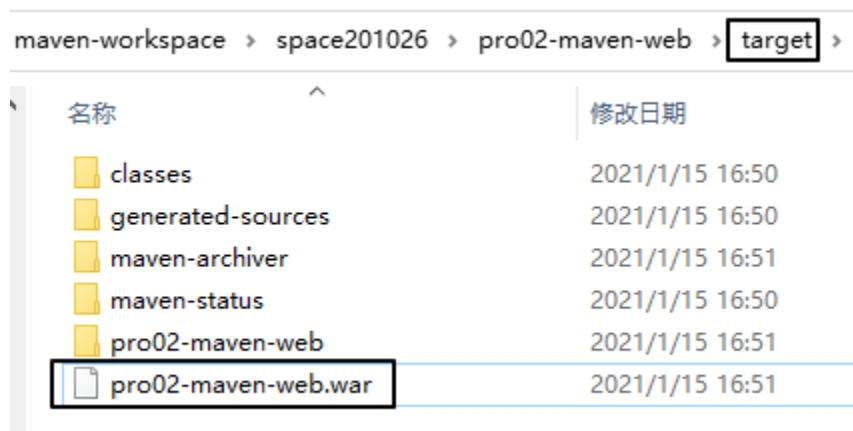 maven-workspace > space201026 > pro02-maven-web > target >
名称 修改日期
classes 2021/1/15 16:50
generated-sources 2021/1/15 16:50
maven-archiver 2021/1/15 16:51
maven-status 2021/1/15 16:50
pro02-maven-web 2021/1/15 16:51
pro02-maven-web.war 2021/1/15 16:51